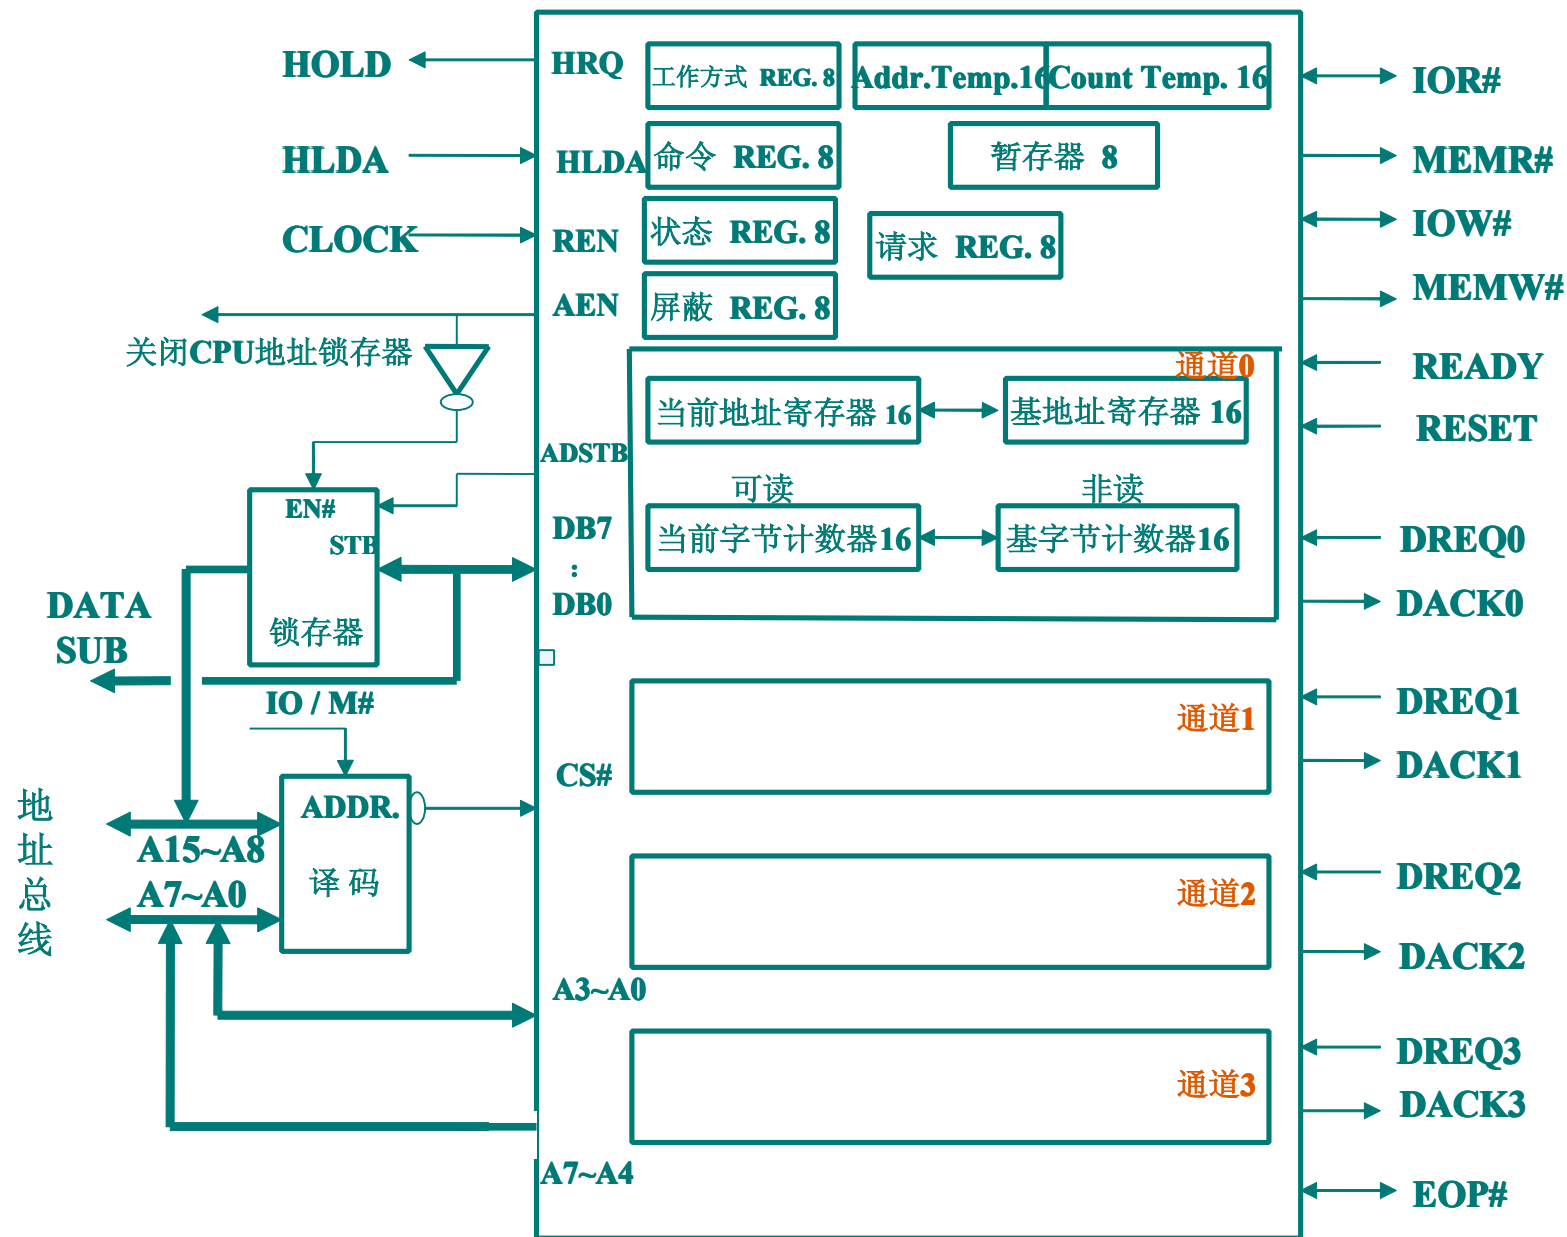 HOLD
HRQ
工作方式 REG. 8
Addr.Temp.16
Count Temp. 16
IOR#
HLDA
HLDA
命令 REG. 8
暂存器 8
MEMR#
CLOCK
REN
状态 REG. 8
请求 REG. 8
IOW#
AEN
屏蔽 REG. 8
MEMW#
关闭CPU地址锁存器
通道0
READY
当前地址寄存器 16
基地址寄存器 16
RESET
ADSTB
可读
非读
EN#
STB
DB7
:
DB0
当前字节计数器16
基字节计数器16
DREQ0
DACK0
DATA
SUB
锁存器
IO / M#
通道1
DREQ1
DACK1
CS#
ADDR.
译 码
地
址
总
线
A15~A8
A7~A0
通道2
DREQ2
DACK2
A3~A0
通道3
DREQ3
DACK3
A7~A4
EOP#